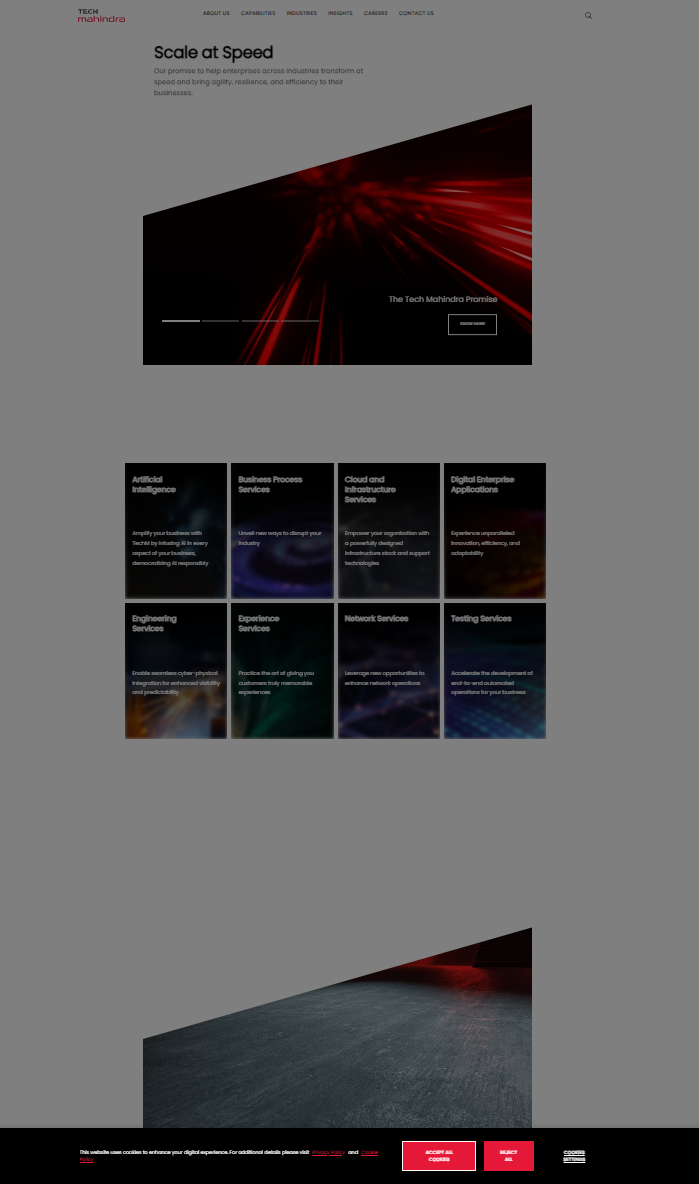 TECH
mahindra
ABOUT US CAPABILITIES INDUSTRIES INSIGHTS CAREERS CONTACT US
Scale at Speed
Our promise to help enterprises across industries transform at
speed and bring agility, resilience, and efficiency to their
businesses.
The Tech Mahindra Promise
KNOW MORE
Artificial
Intelligence
Amplify your business with
TechM by infusing AI in every
aspect of your business,
democratizing AI responsibly
Business Process
Services
Unveil new ways to disrupt your
industry
Cloud and
Infrastructure
Services
Empower your organization with
a powerfully designed
infrastructure stack and support
technologies
Digital Enterprise
Applications
Experience unparalleled
innovation, efficiency, and
adaptability
Engineering
Services
Enable seamless cyber-physical
integration for enhanced visibility
and predictability
Experience
Services
Practice the art of giving you
customers truly memorable
experiences
Network Services
Leverage new opportunities to
enhance network operations
Testing Services
Accelerate the development of
end-to-end automated
operations for your business
This website uses cookies to enhance your digital experience. For additional details please visit Privacy Policy and Cookie
Policy
ACCEPT ALL
COOKIES
REJECT
ALL
COOKIES
SETTINGS